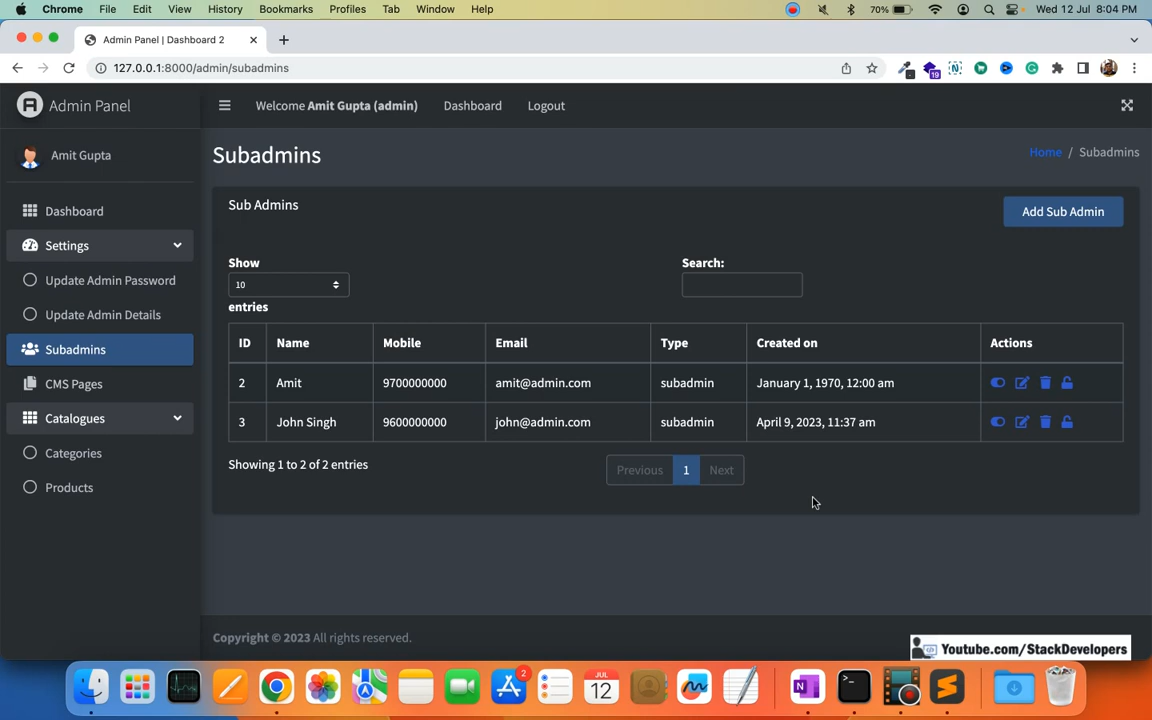 Chrome File Edit View History Bookmarks Profiles Tab Window Help 70% Wed 12 Jul 8:04 PM
Admin Panel | Dashboard 2
127.0.0.1:8000/admin/subadmins
19
A Admin Panel
Welcome Amit Gupta (admin) Dashboard Logout
Amit Gupta
Dashboard
Settings
Update Admin Password
Update Admin Details
Subadmins
CMS Pages
Catalogues
Categories
Products
Subadmins
Home / Subadmins
Sub Admins
Add Sub Admin
Show
10
entries
Search:
ID Name Mobile Email Type Created on Actions
2 Amit 9700000000 amit@admin.com subadmin January 1, 1970, 12:00 am
3 John Singh 9600000000 john@admin.com subadmin April 9, 2023, 11:37 am
Showing 1 to 2 of 2 entries
Previous 1 Next
Copyright © 2023 All rights reserved.
Youtube.com/StackDevelopers
2
JUL
12
N
>_